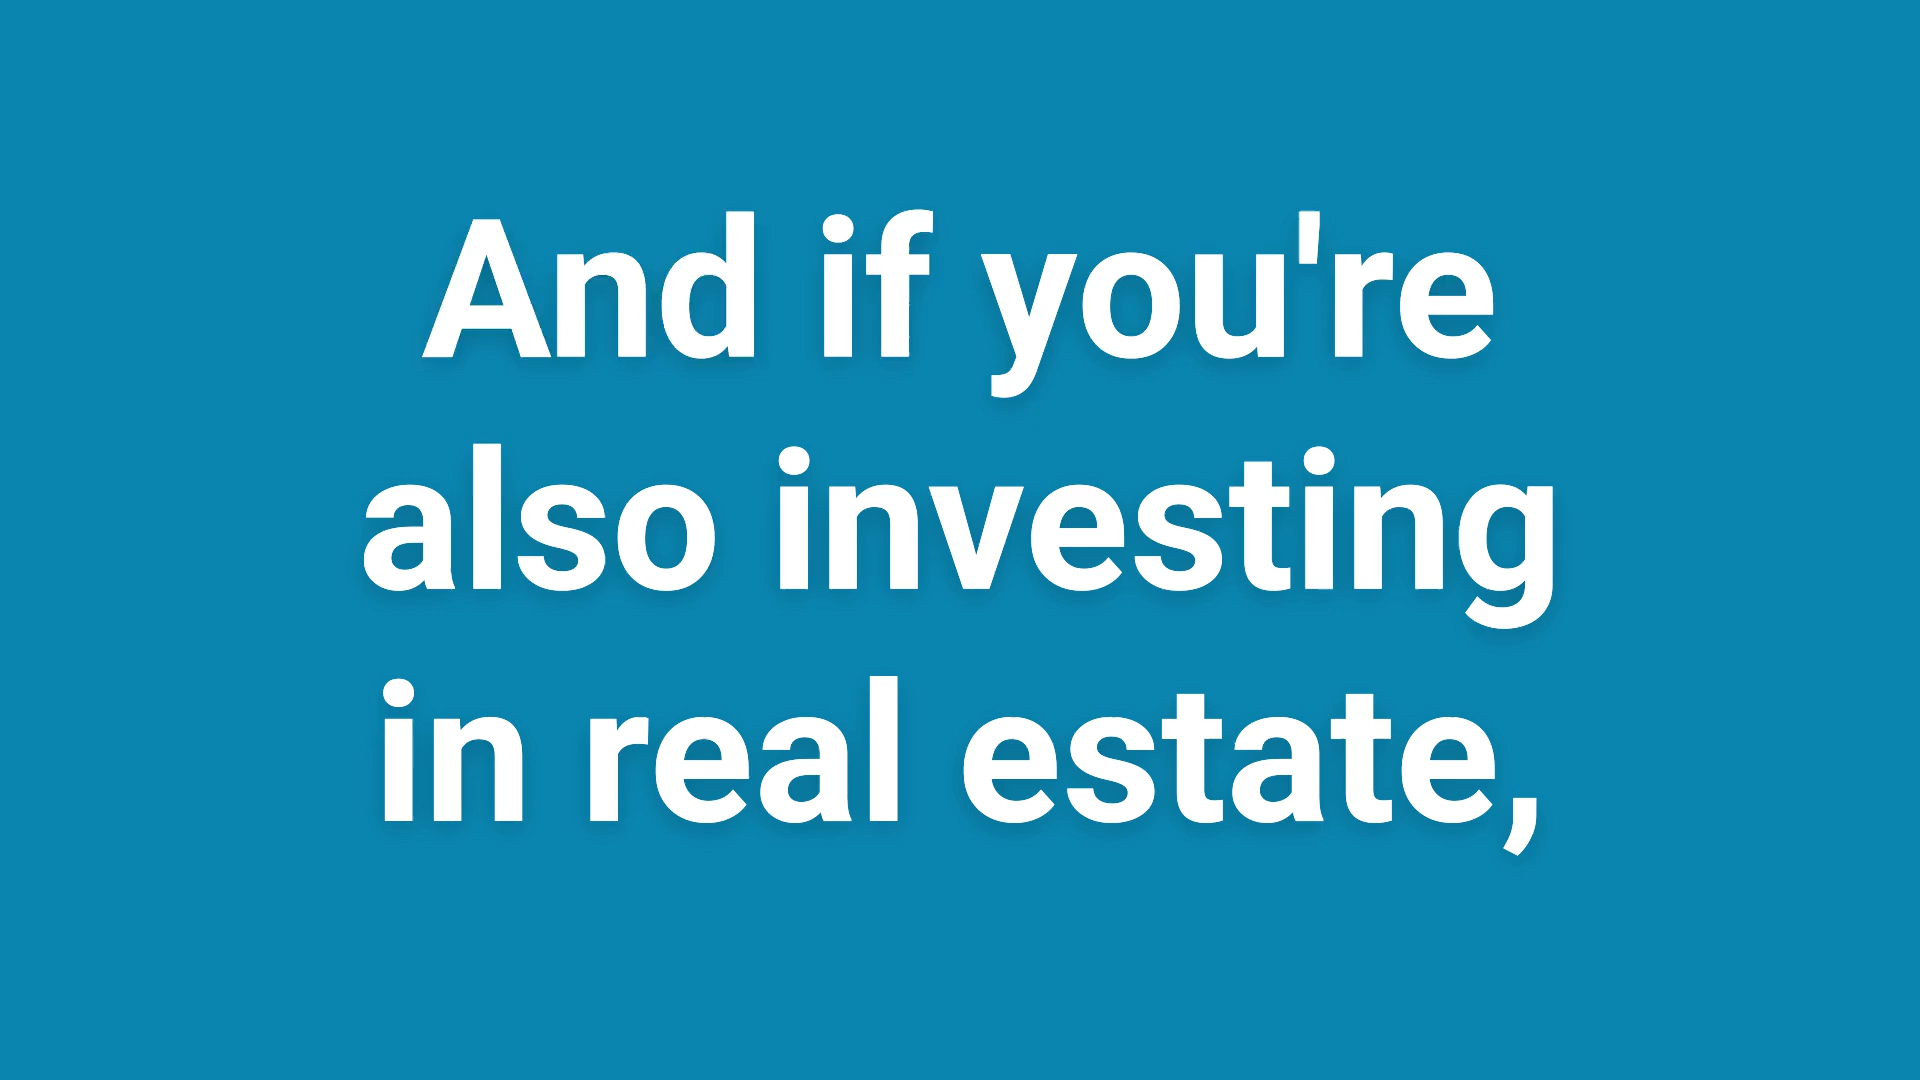 And if you're
also investing
in real estate,